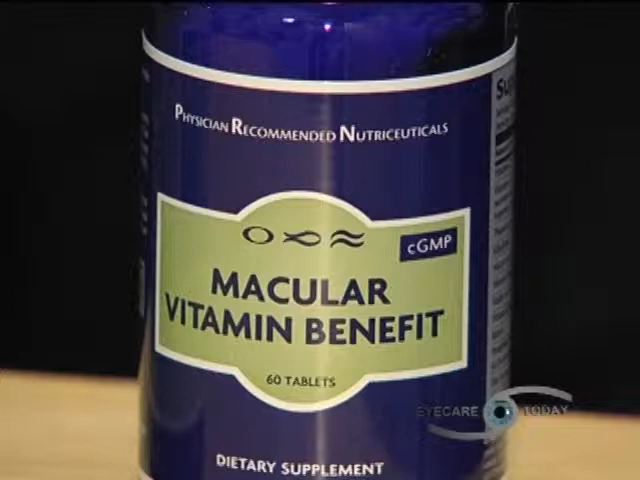 Physician Recommended Nutriceuticals
cGMP
MACULAR
VITAMIN BENEFIT
60 TABLETS
DIETARY SUPPLEMENT
EYECARE TODAY